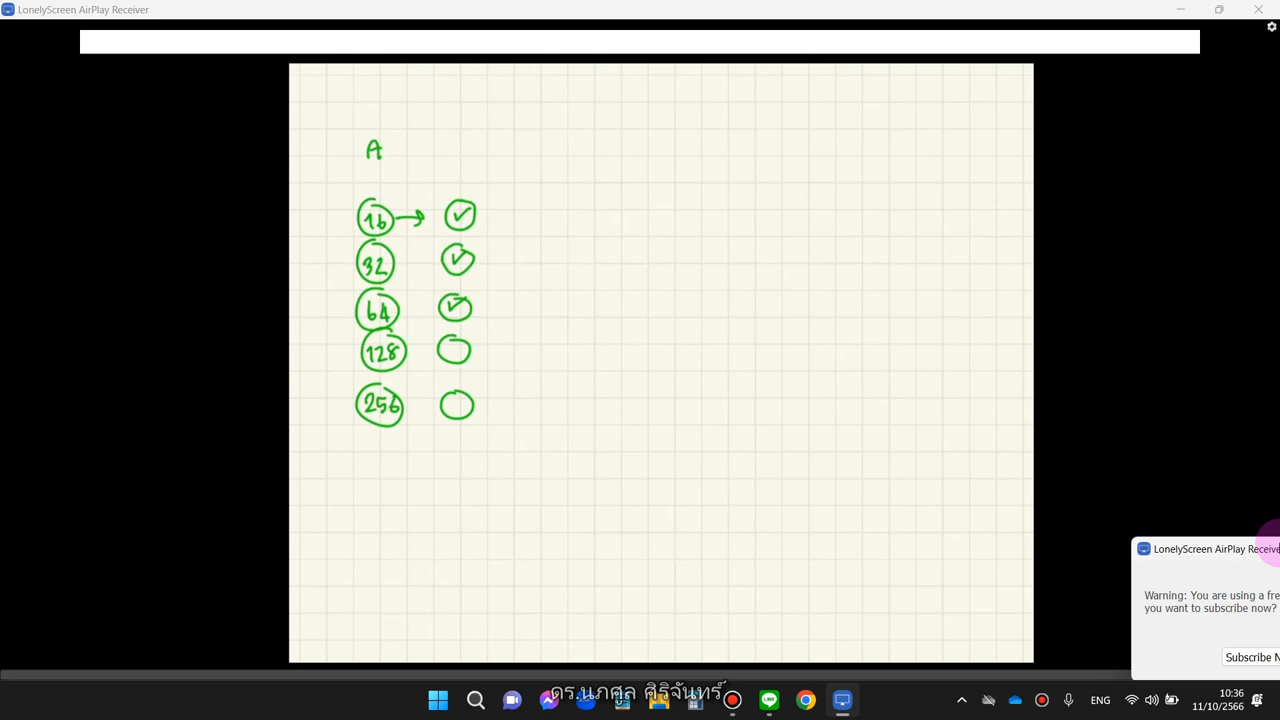 LonelyScreen AirPlay Receiver
A
16 → ✓
32 ✓
64 ✓
128
256
LonelyScreen AirPlay Receive
Warning: You are using a fre
you want to subscribe now?
Subscribe N
ดร.นภศูล ศิริจันทร์
ENG
10:36
11/10/2566